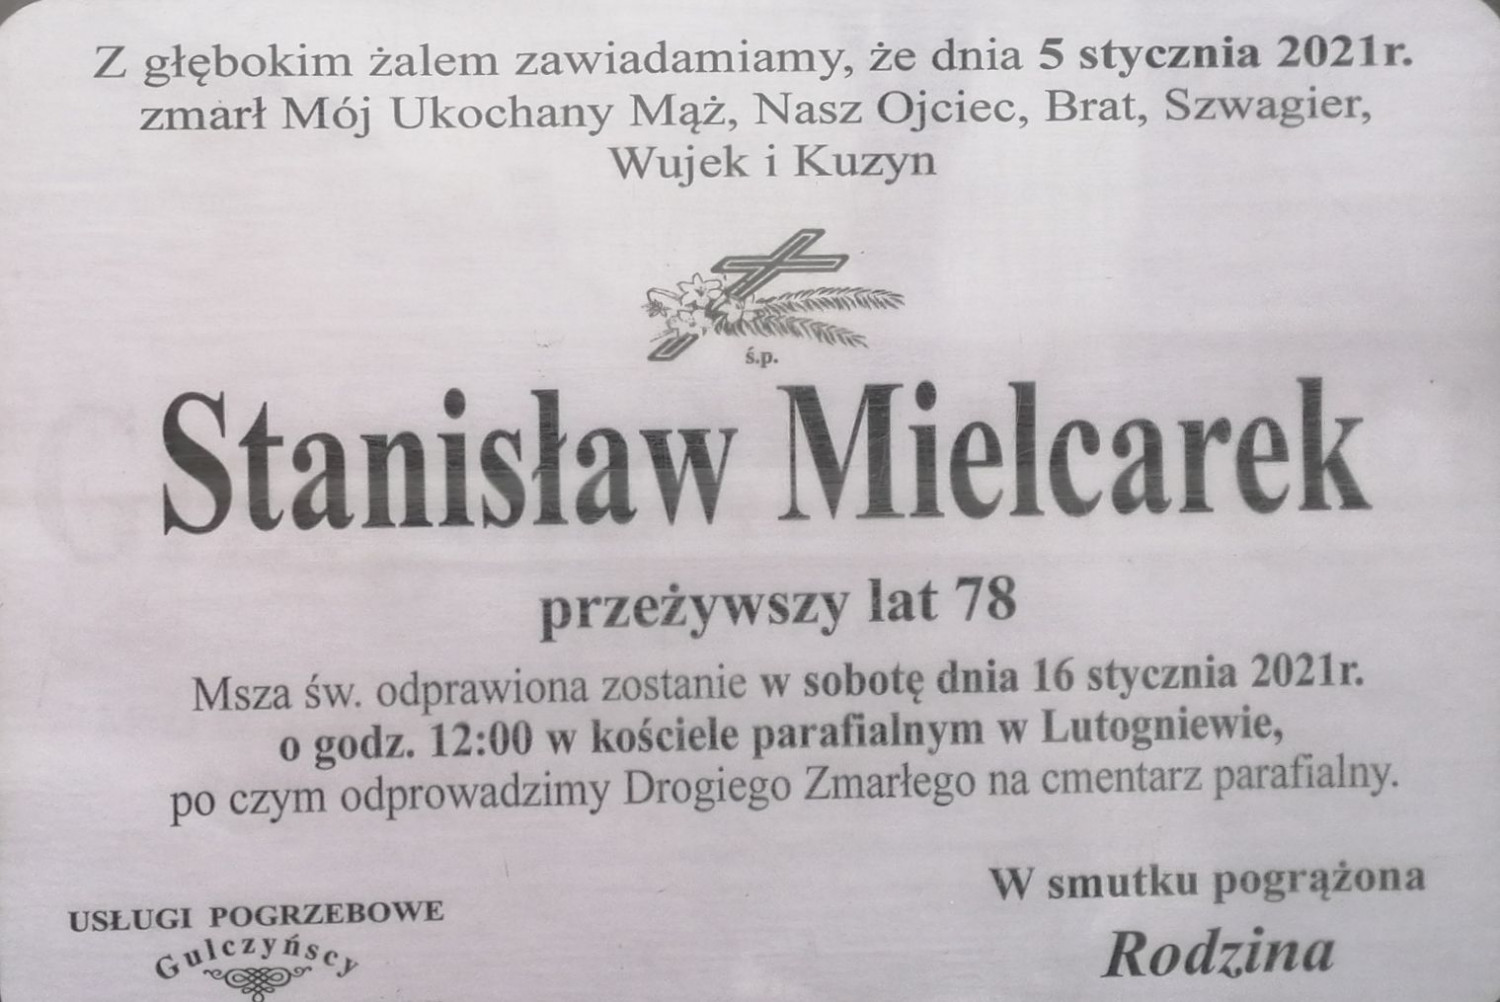 Z głębokim żalem zawiadamiamy, że dnia 5 stycznia 2021r.
zmarł Mój Ukochany Mąż, Nasz Ojciec, Brat, Szwagier,
Wujek i Kuzyn
ś.p.
Stanisław Mielcarek
przeżywszy lat 78
Msza św. odprawiona zostanie w sobotę dnia 16 stycznia 2021r.
o godz. 12:00 w kościele parafialnym w Lutogniewie,
po czym odprowadzimy Drogiego Zmarłego na cmentarz parafialny.
W smutku pogrążona
Rodzina
USŁUGI POGRZEBOWE
Gulczyńscy